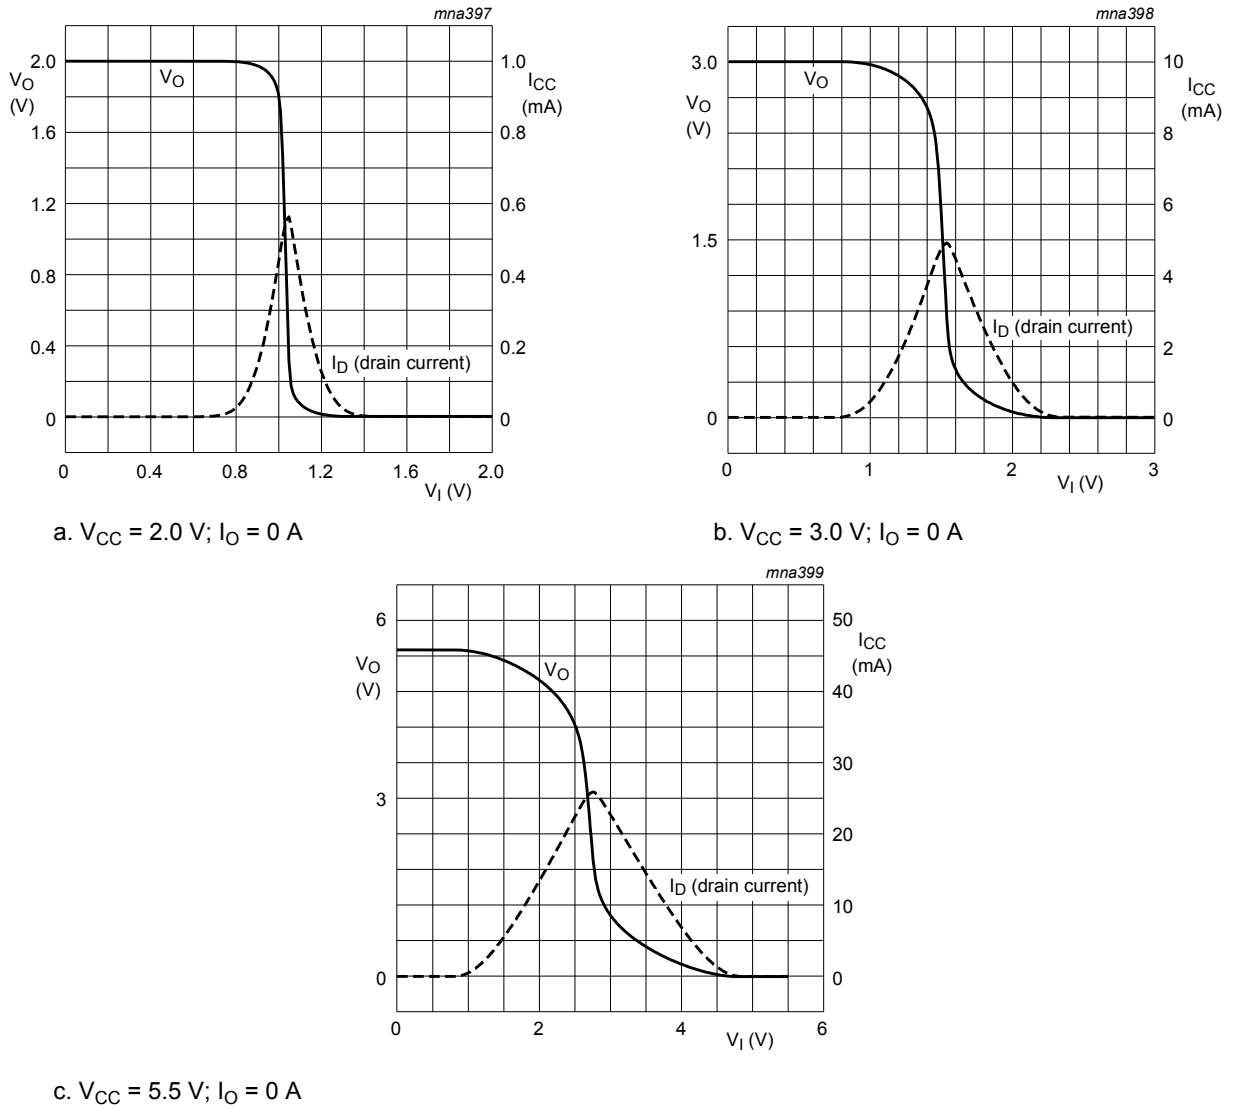 mna397
2.0
V_O
(V)
1.6
1.2
0.8
0.4
0
V_O
1.0
I_CC
(mA)
0.8
0.6
0.4
0.2
0
I_D (drain current)
0 0.4 0.8 1.2 1.6 2.0
V_I (V)
a. V_CC = 2.0 V; I_O = 0 A
mna398
3.0
V_O
(V)
1.5
0
V_O
10
I_CC
(mA)
8
6
4
2
0
I_D (drain current)
0 1 2 3
V_I (V)
b. V_CC = 3.0 V; I_O = 0 A
mna399
6
V_O
(V)
3
0
V_O
50
I_CC
(mA)
40
30
20
10
0
I_D (drain current)
0 2 4 6
V_I (V)
c. V_CC = 5.5 V; I_O = 0 A